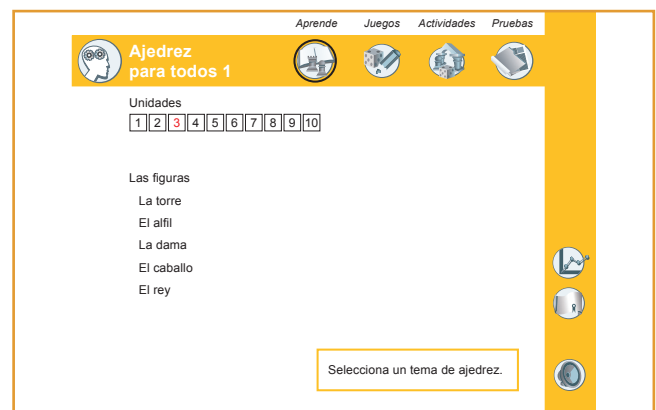 Aprende Juegos Actividades Pruebas
Ajedrez
para todos 1
Unidades
1 2 3 4 5 6 7 8 9 10
Las figuras
La torre
El alfil
La dama
El caballo
El rey
Selecciona un tema de ajedrez.